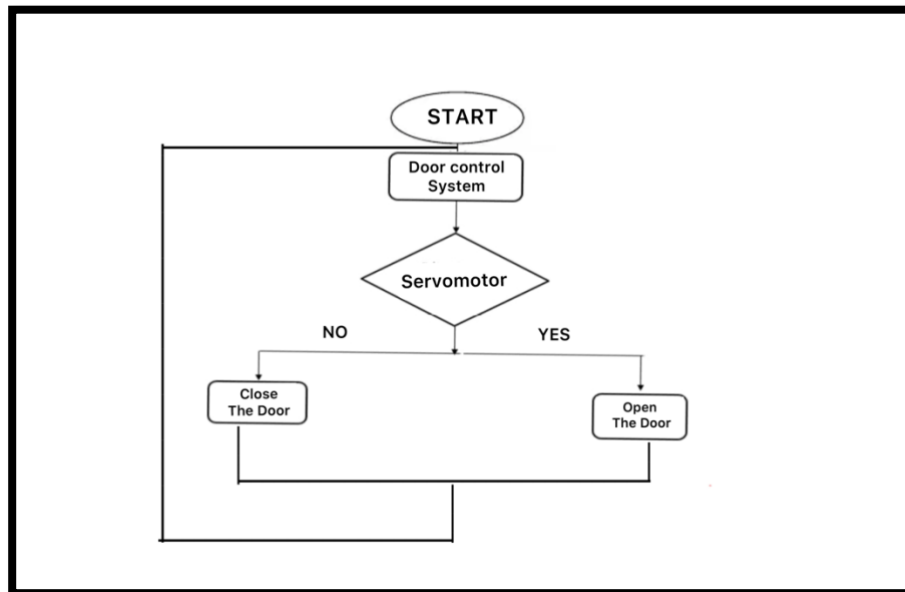 START
Door control
System
Servomotor
NO
YES
Close
The Door
Open
The Door